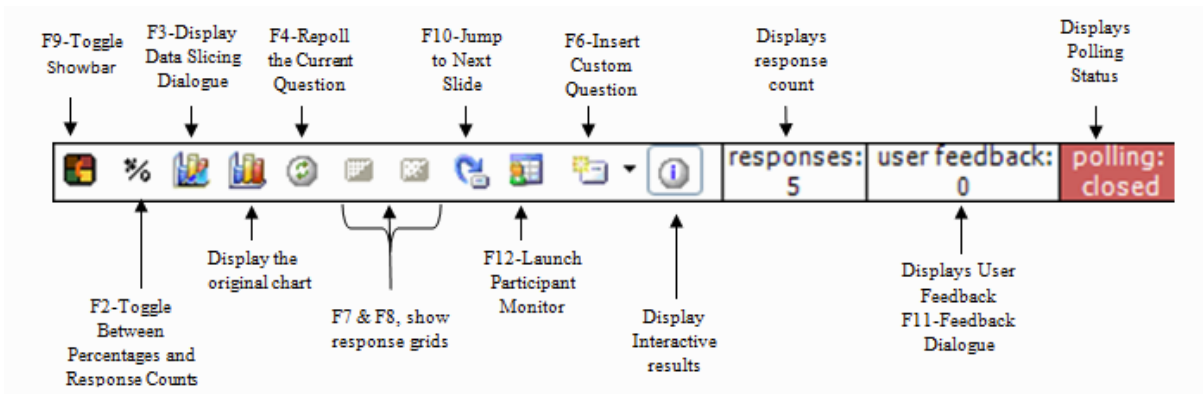 F9-Toggle
Showbar
F3-Display
Data Slicing
Dialogue
F4-Repoll
the Current
Question
F10-Jump
to Next
Slide
F6-Insert
Custom
Question
Displays
response
count
Displays
Polling
Status
responses:
5
user feedback:
0
polling:
closed
F2-Toggle
Between
Percentages and
Response Counts
Display the
original chart
F7 & F8, show
response grids
F12-Launch
Participant
Monitor
Display
Interactive
results
Displays User
Feedback
F11-Feedback
Dialogue